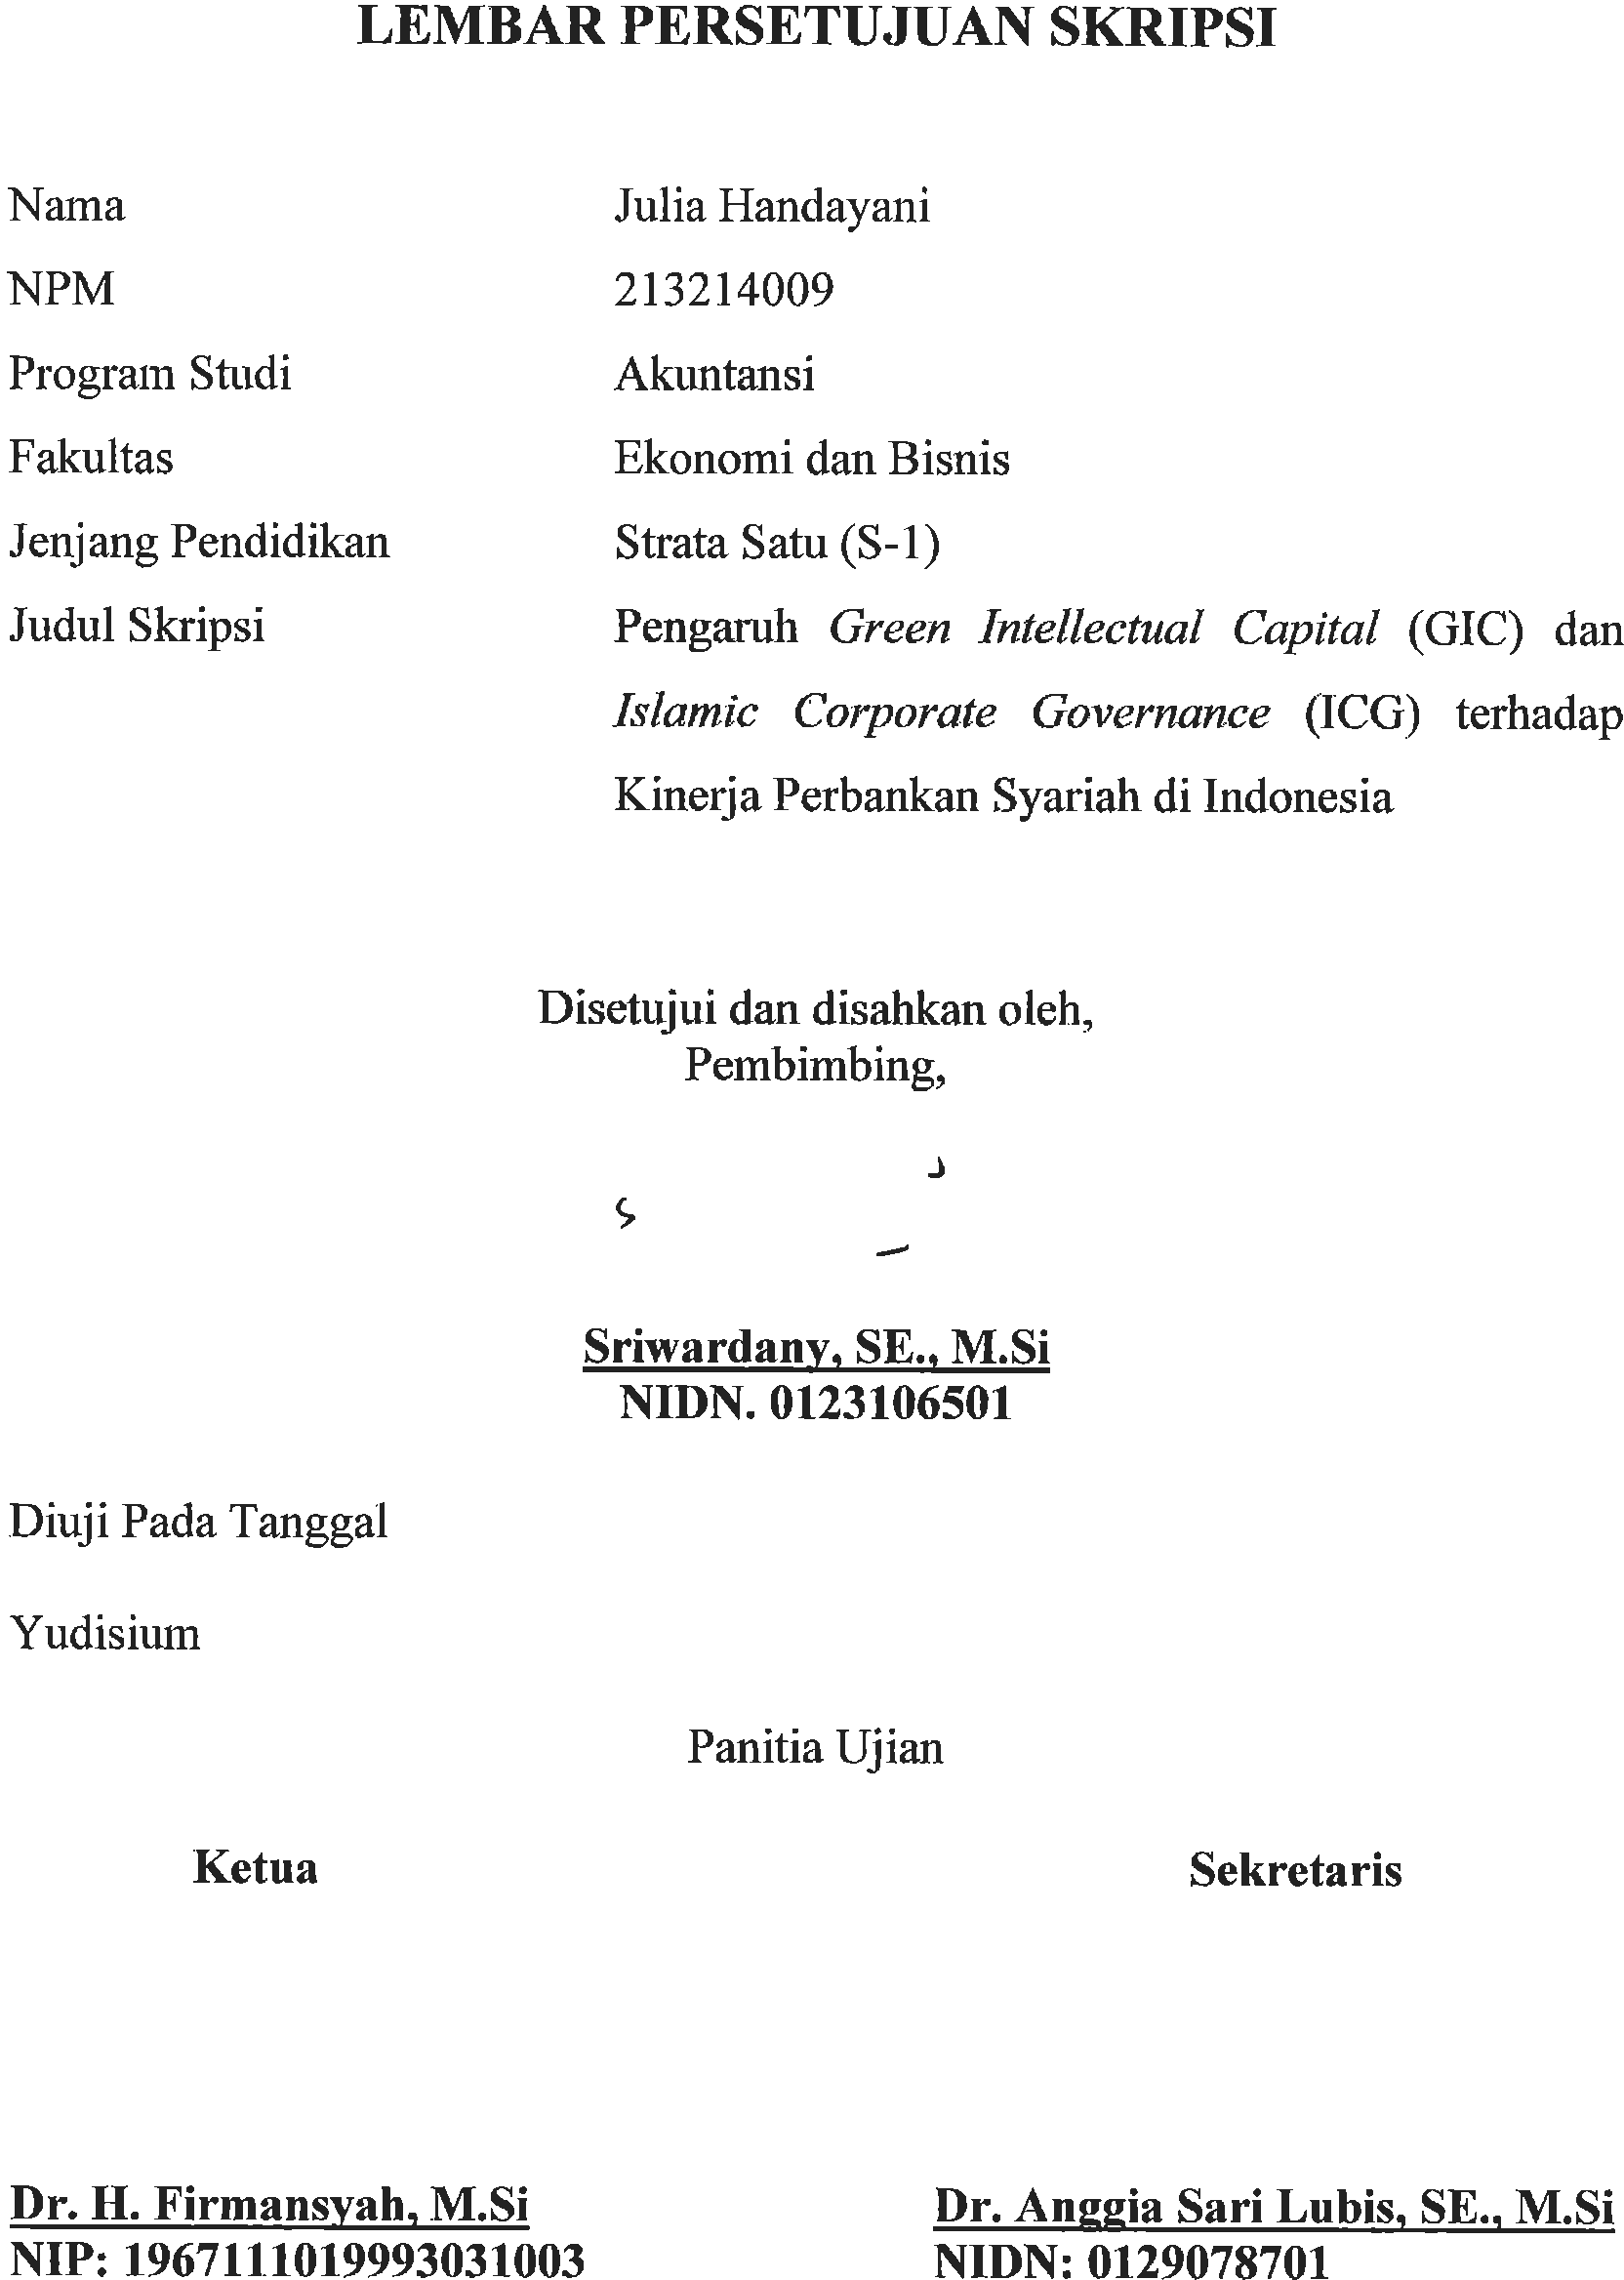 LEMBAR PERSETUJUAN SKRIPSI
Nama Julia Handayani
NPM 213214009
Program Studi Akuntansi
Fakultas Ekonomi dan Bisnis
Jenjang Pendidikan Strata Satu (S-1)
Judul Skripsi Pengaruh Green Intellectual Capital (GIC) dan
Islamic Corporate Governance (ICG) terhadap
Kinerja Perbankan Syariah di Indonesia
Disetujui dan disahkan oleh,
Pembimbing,
Sriwardany, SE., M.Si
NIDN. 0123106501
Diuji Pada Tanggal
Yudisium
Panitia Ujian
Ketua Sekretaris
Dr. H. Firmansyah, M.Si Dr. Anggia Sari Lubis, SE., M.Si
NIP: 1967111019993031003 NIDN: 0129078701